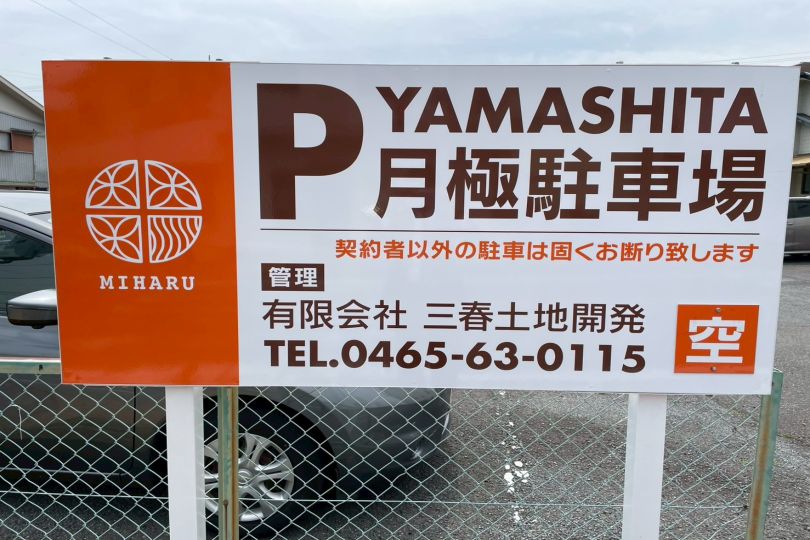 MIHARU
P
YAMASHITA
月極駐車場
契約者以外の駐車は固くお断り致します
管理
有限会社 三春土地開発
TEL.0465-63-0115
空